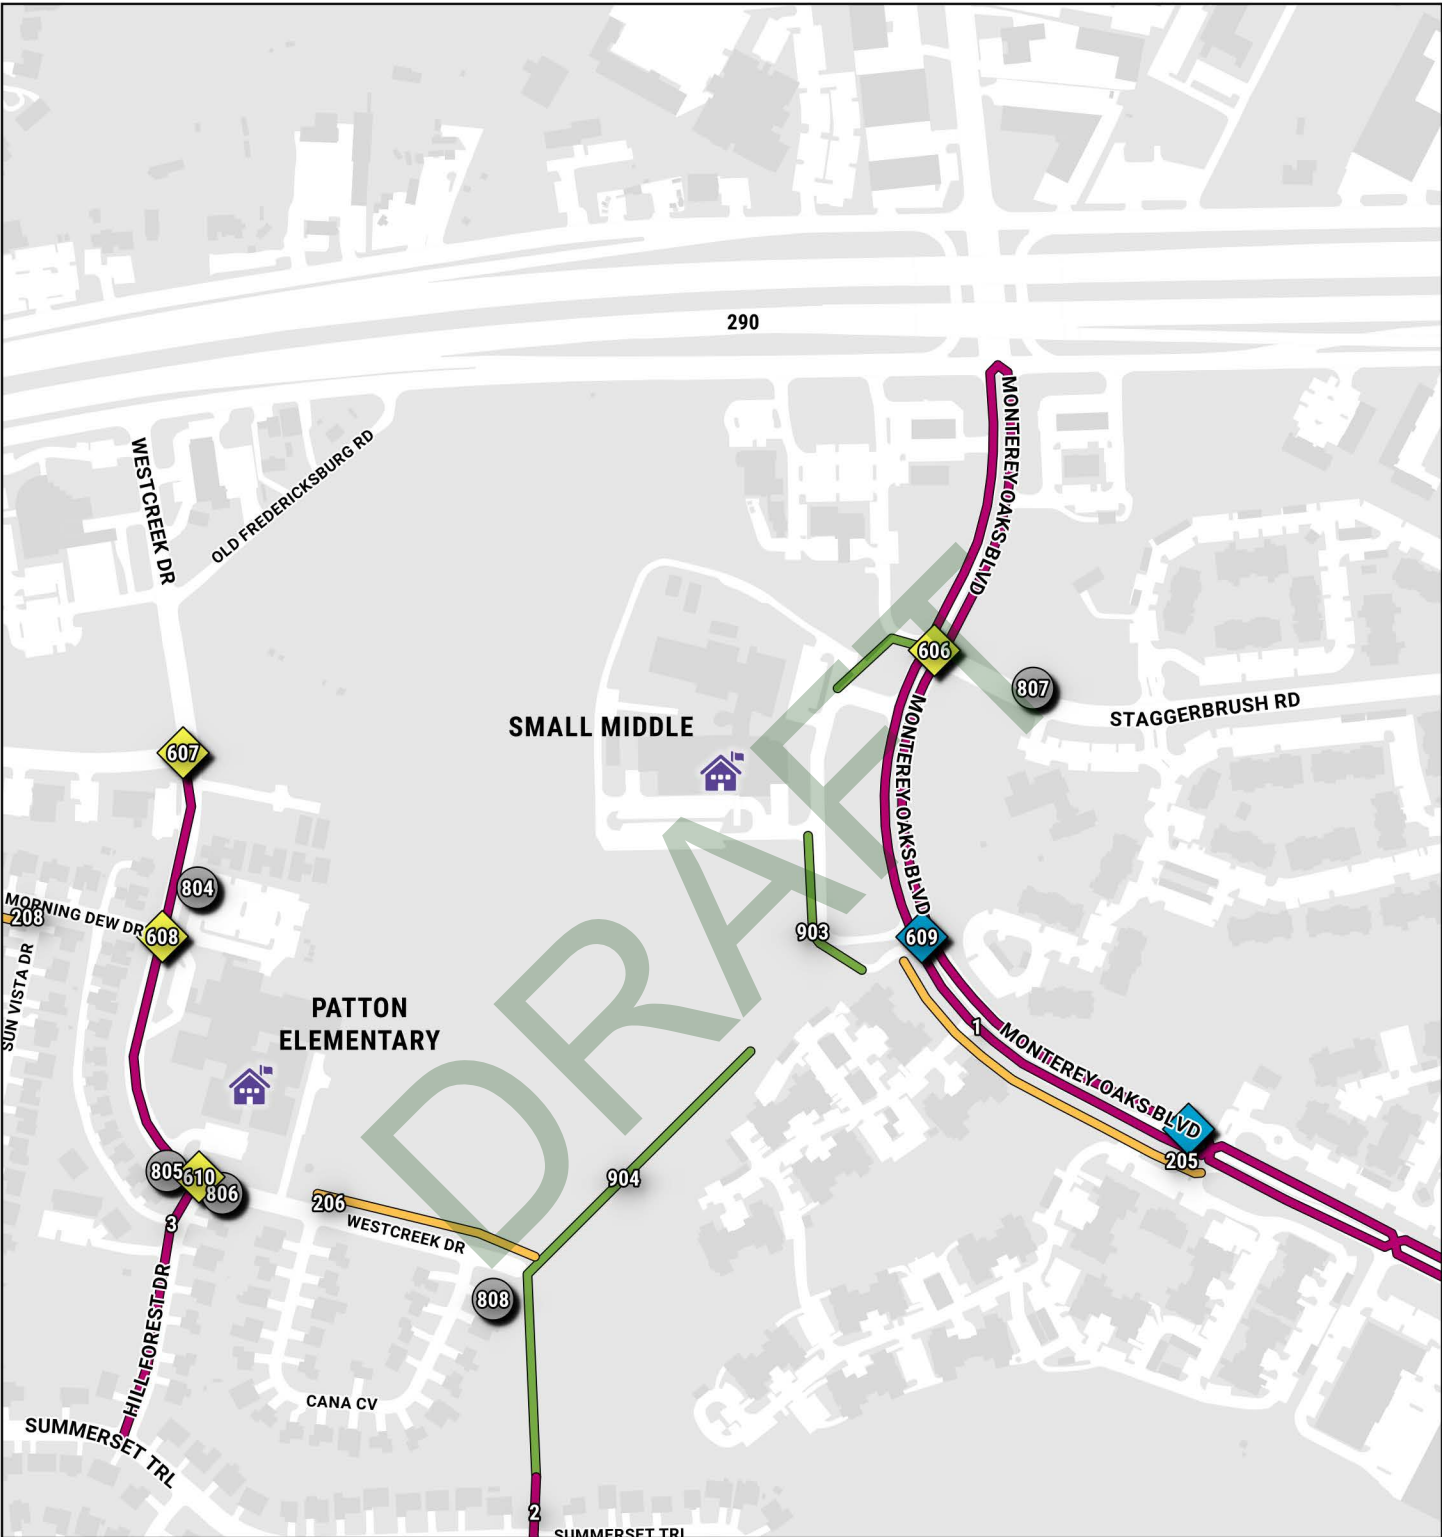 290
MONTEREY OAKS BLVD
WESTCREEK DR
OLD FREDERICKSBURG RD
606
807
STAGGERBRUSH RD
SMALL MIDDLE
MONTEREY OAKS BLVD
607
804
MORNING DEW DR
208
608
903
609
SUN VISTA DR
PATTON
ELEMENTARY
1
MONTEREY OAKS BLVD
205
805
610
806
904
206
3
WESTCREEK DR
808
HILL FOREST DR
CANA CV
SUMMERSET TRL
2
SUMMERSET TRL
DRAFT